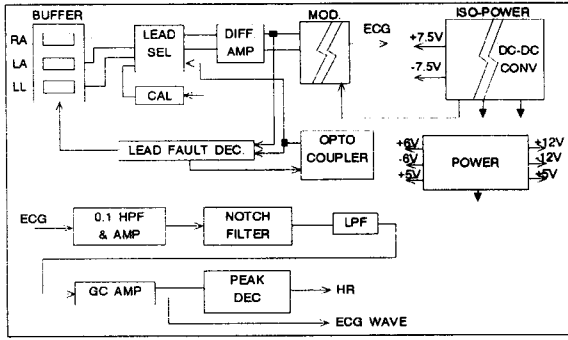 BUFFER
RA
LA
LL
LEAD
SEL
CAL
DIFF.
AMP
MOD.
ECG
ISO-POWER
+7.5V
-7.5V
DC-DC
CONV
LEAD FAULT DEC.
OPTO
COUPLER
+6V
-6V
+5V
POWER
+12V
-12V
+5V
ECG
0.1 HPF
& AMP
NOTCH
FILTER
LPF
GC AMP
PEAK
DEC
HR
ECG WAVE